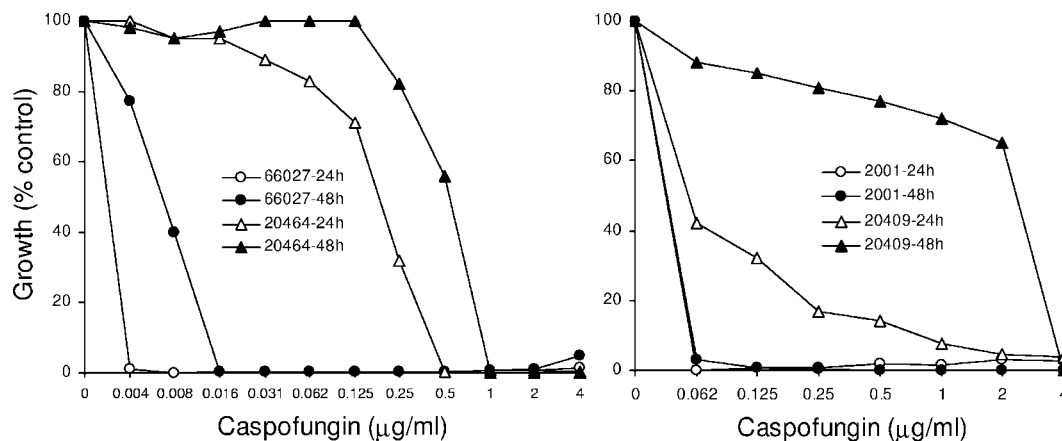 Growth (% control)
100
80
60
40
20
0
66027-24h
66027-48h
20464-24h
20464-48h
0 0.004 0.008 0.016 0.031 0.062 0.125 0.25 0.5 1 2 4
Caspofungin (μg/ml)
100
80
60
40
20
0
2001-24h
2001-48h
20409-24h
20409-48h
0 0.062 0.125 0.25 0.5 1 2 4
Caspofungin (μg/ml)